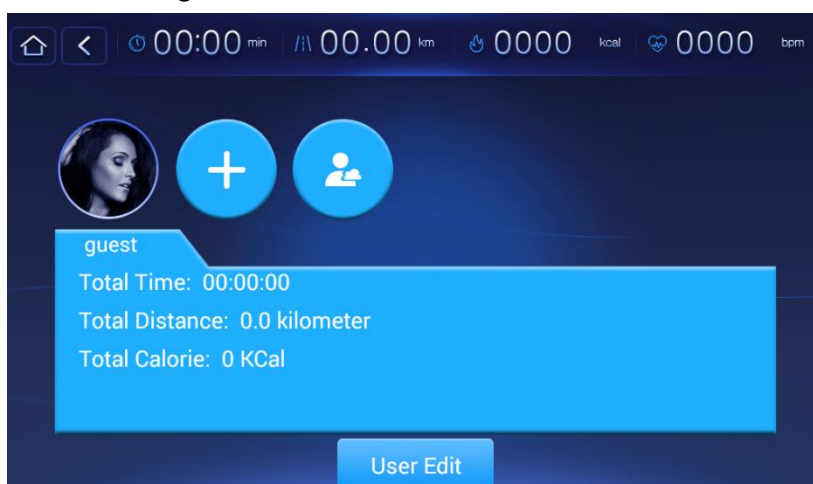 00:00 min 00.00 km 0000 kcal 0000 bpm
guest
Total Time: 00:00:00
Total Distance: 0.0 kilometer
Total Calorie: 0 KCal
User Edit